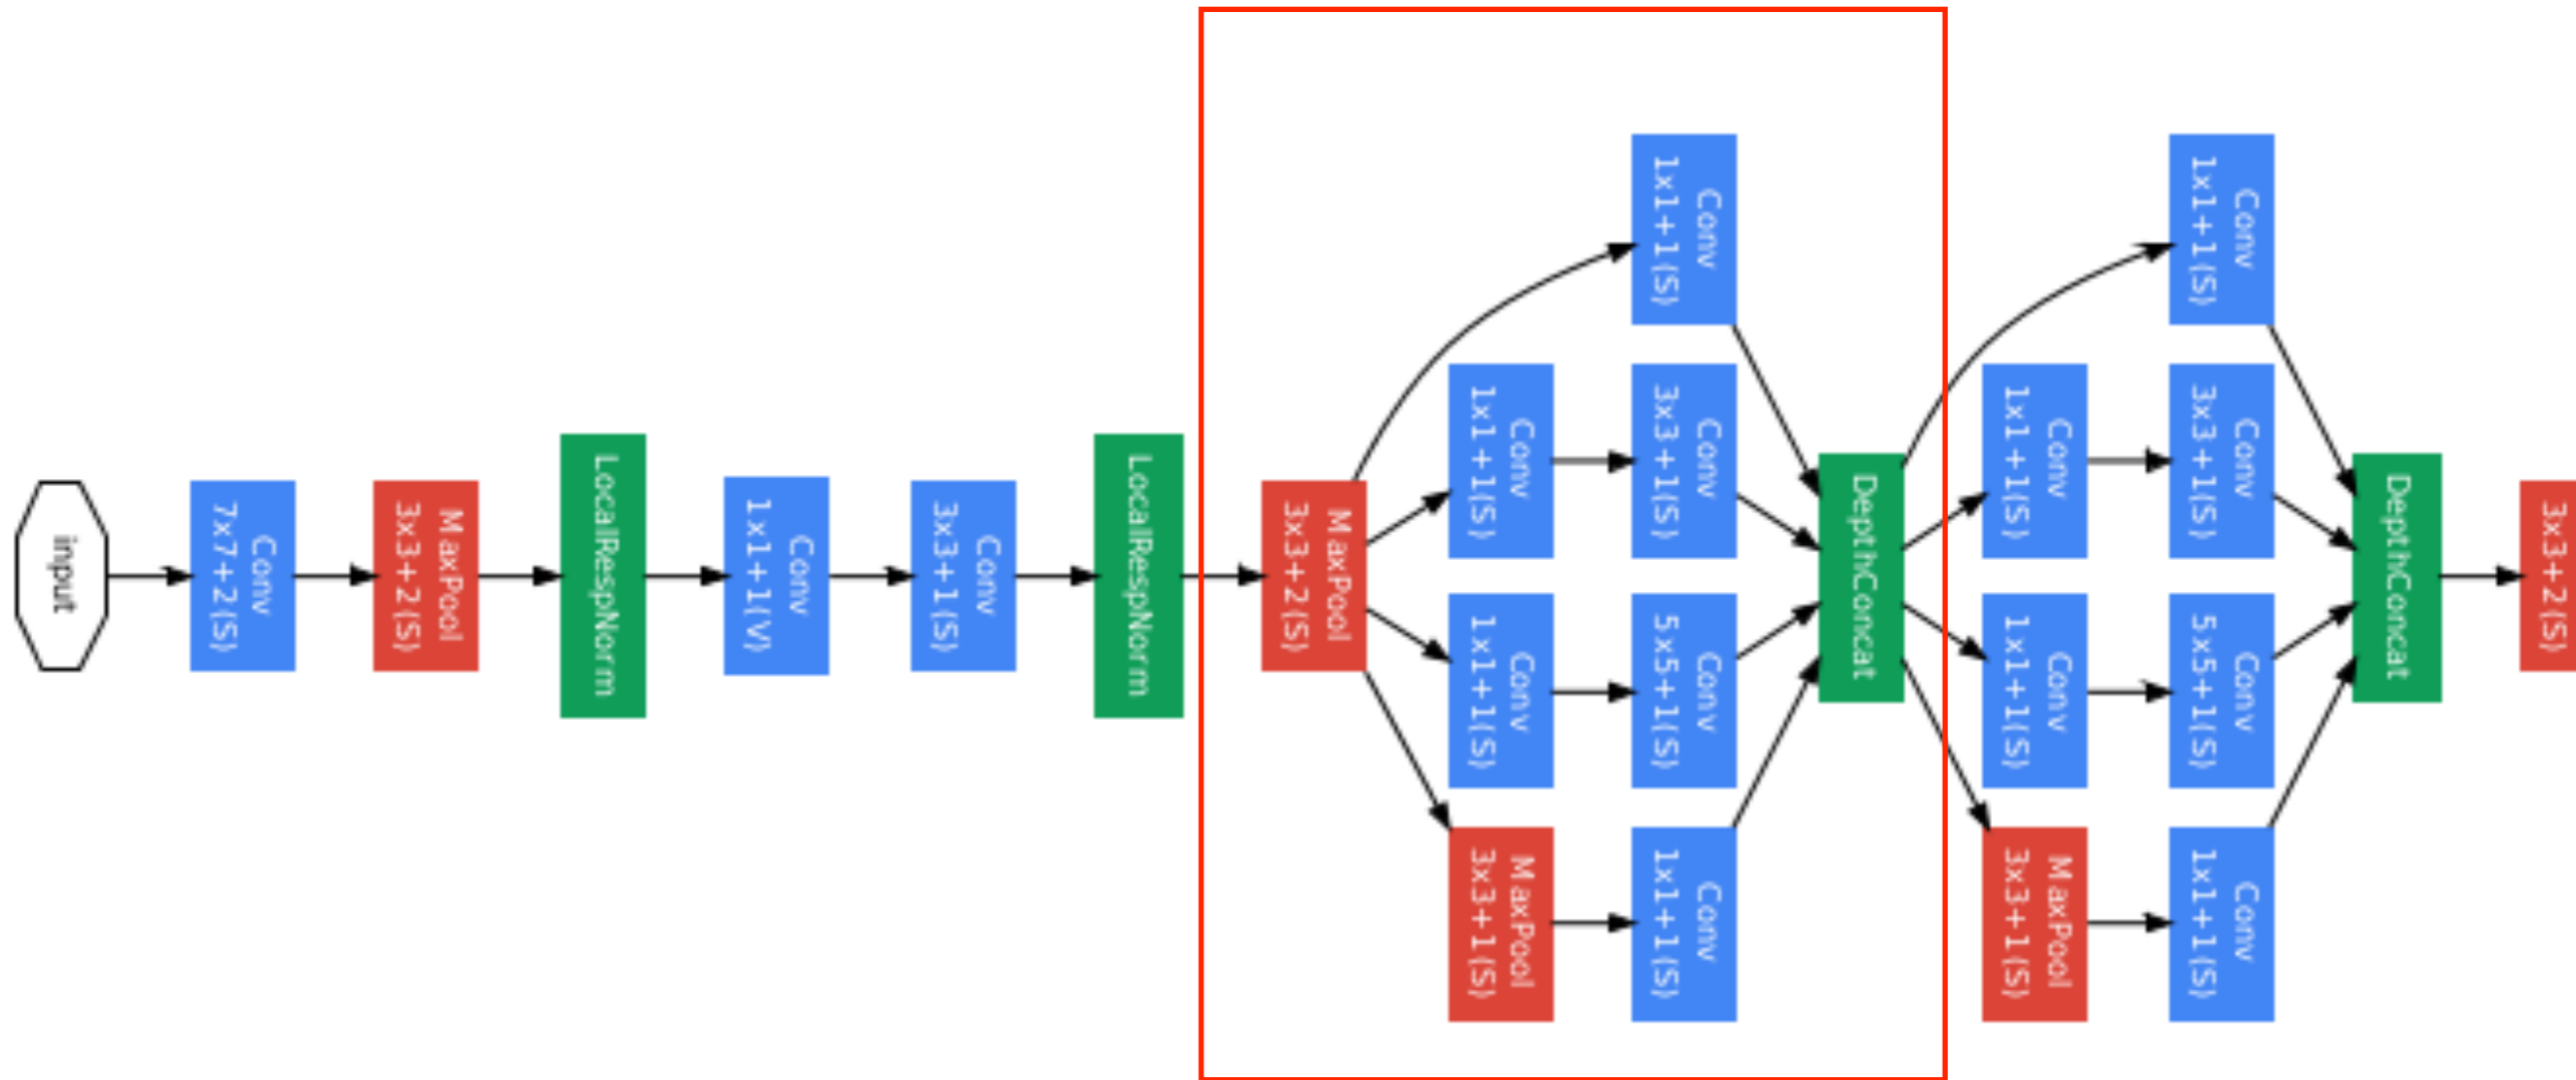 input
Conv
7x7+2(S)
MaxPool
3x3+2(S)
LocalRespNorm
Conv
1x1+1(V)
Conv
3x3+1(S)
LocalRespNorm
MaxPool
3x3+2(S)
Conv
1x1+1(S)
Conv
1x1+1(S)
Conv
3x3+1(S)
Conv
1x1+1(S)
Conv
5x5+1(S)
MaxPool
3x3+1(S)
Conv
1x1+1(S)
DepthConcat
Conv
1x1+1(S)
Conv
1x1+1(S)
Conv
3x3+1(S)
Conv
1x1+1(S)
Conv
5x5+1(S)
MaxPool
3x3+1(S)
Conv
1x1+1(S)
DepthConcat
3x3+2(S)